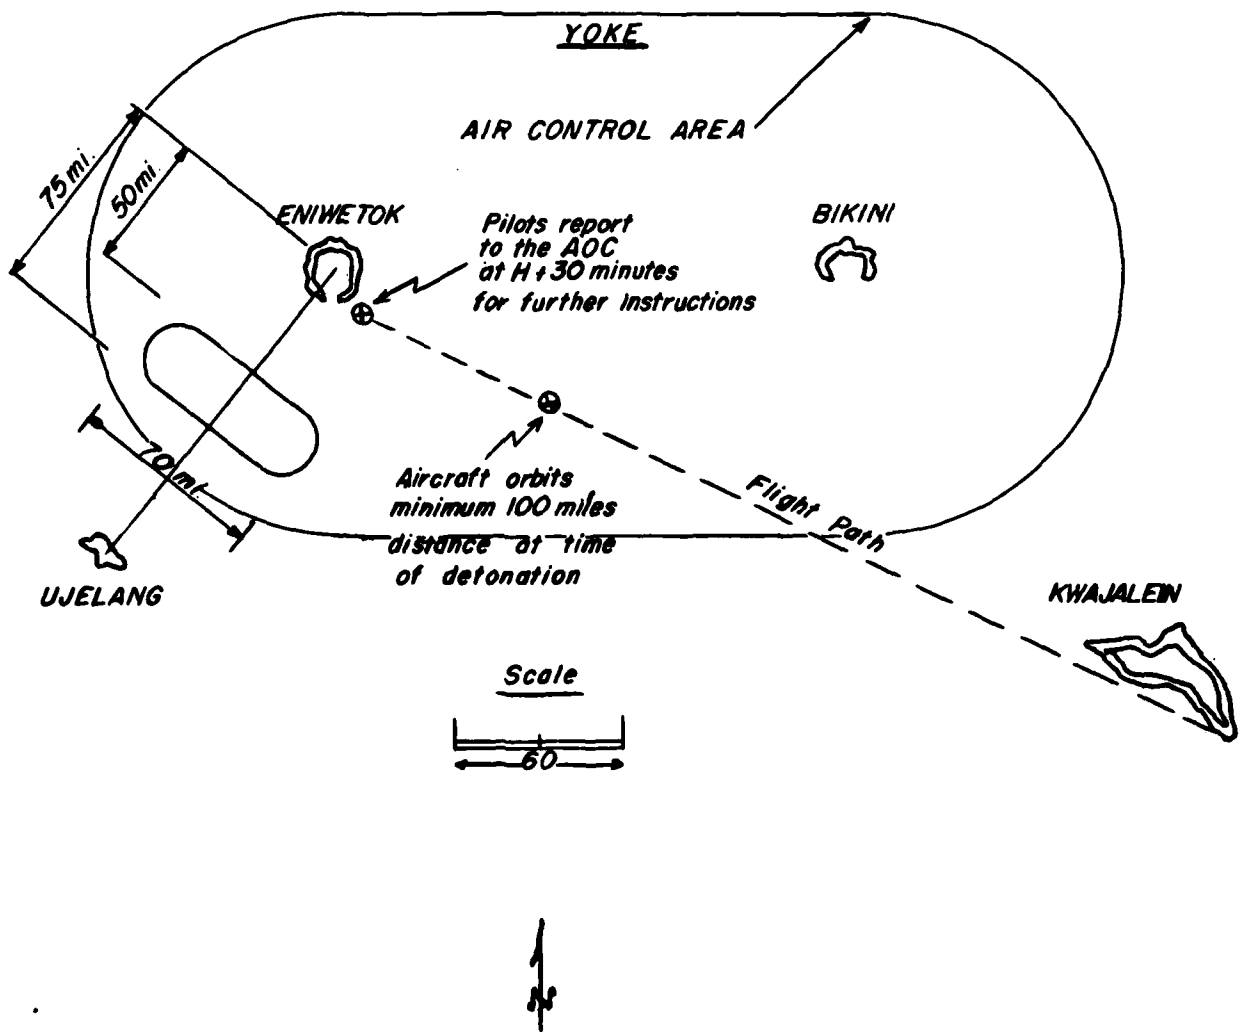 YOKE
AIR CONTROL AREA
75 mi.
50 mi.
ENIWETOK
BIKINI
Pilots report
to the AOC
at H+30 minutes
for further instructions
70 mi.
Aircraft orbits
minimum 100 miles
distance at time
of detonation
Flight Path
UJELANG
KWAJALEIN
Scale
60
N